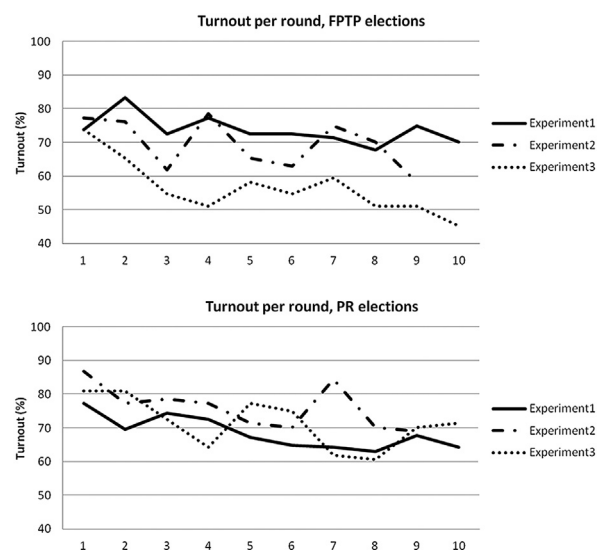 Turnout per round, FPTP elections
100
90
80
70
60
50
40
Turnout (%)
1 2 3 4 5 6 7 8 9 10
Experiment1
Experiment2
Experiment3
Turnout per round, PR elections
100
90
80
70
60
50
40
Turnout (%)
1 2 3 4 5 6 7 8 9 10
Experiment1
Experiment2
Experiment3